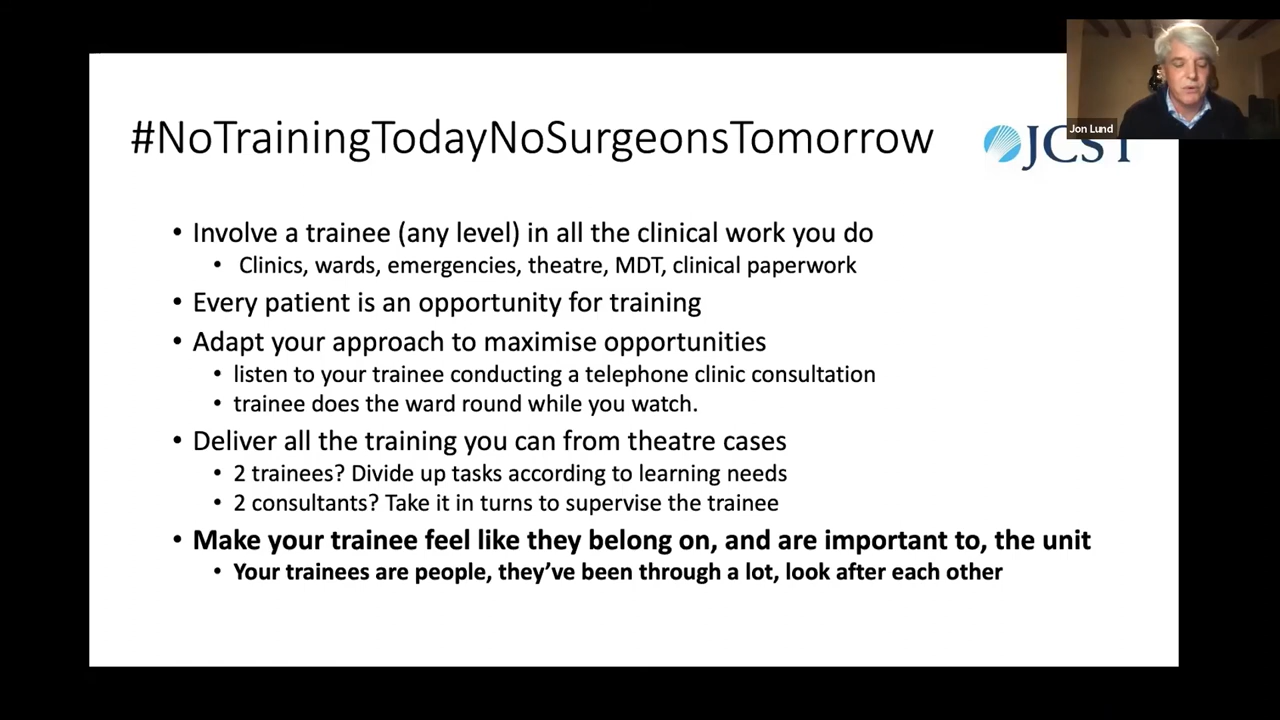 #NoTrainingTodayNoSurgeonsTomorrow
JCST
Jon Lund
• Involve a trainee (any level) in all the clinical work you do
• Clinics, wards, emergencies, theatre, MDT, clinical paperwork
• Every patient is an opportunity for training
• Adapt your approach to maximise opportunities
• listen to your trainee conducting a telephone clinic consultation
• trainee does the ward round while you watch.
• Deliver all the training you can from theatre cases
• 2 trainees? Divide up tasks according to learning needs
• 2 consultants? Take it in turns to supervise the trainee
• Make your trainee feel like they belong on, and are important to, the unit
• Your trainees are people, they’ve been through a lot, look after each other